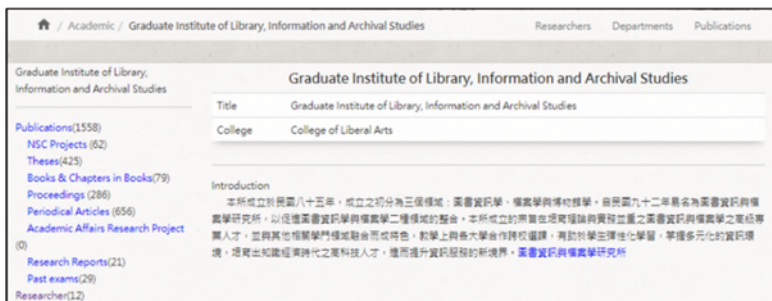 / Academic / Graduate Institute of Library, Information and Archival Studies
Researchers Departments Publications
Graduate Institute of Library,
Information and Archival Studies
Publications(1558)
NSC Projects (62)
Theses(425)
Books & Chapters in Books(79)
Proceedings (286)
Periodical Articles (656)
Academic Affairs Research Project
(0)
Research Reports(21)
Past exams(29)
Researcher(12)
Graduate Institute of Library, Information and Archival Studies
Title Graduate Institute of Library, Information and Archival Studies
College College of Liberal Arts
Introduction
本所成立於民國八十五年，成立之初分為三個領域：圖書資訊學、檔案學與博物館學。自民國九十二年易名為圖書資訊與檔
案學研究所，以促進圖書資訊學與檔案學二種領域的整合。本所成立的宗旨在培育理論與實務並重之圖書資訊與檔案學之高級專
業人才，並與其他相關學門領域融合而成特色，教學上與各大學合作跨校選課，有助於學生彈性化學習，掌握多元化的資訊環
境，培育出知識經濟時代之高科技人才，進而提升資訊服務的新境界。圖書資訊與檔案學研究所